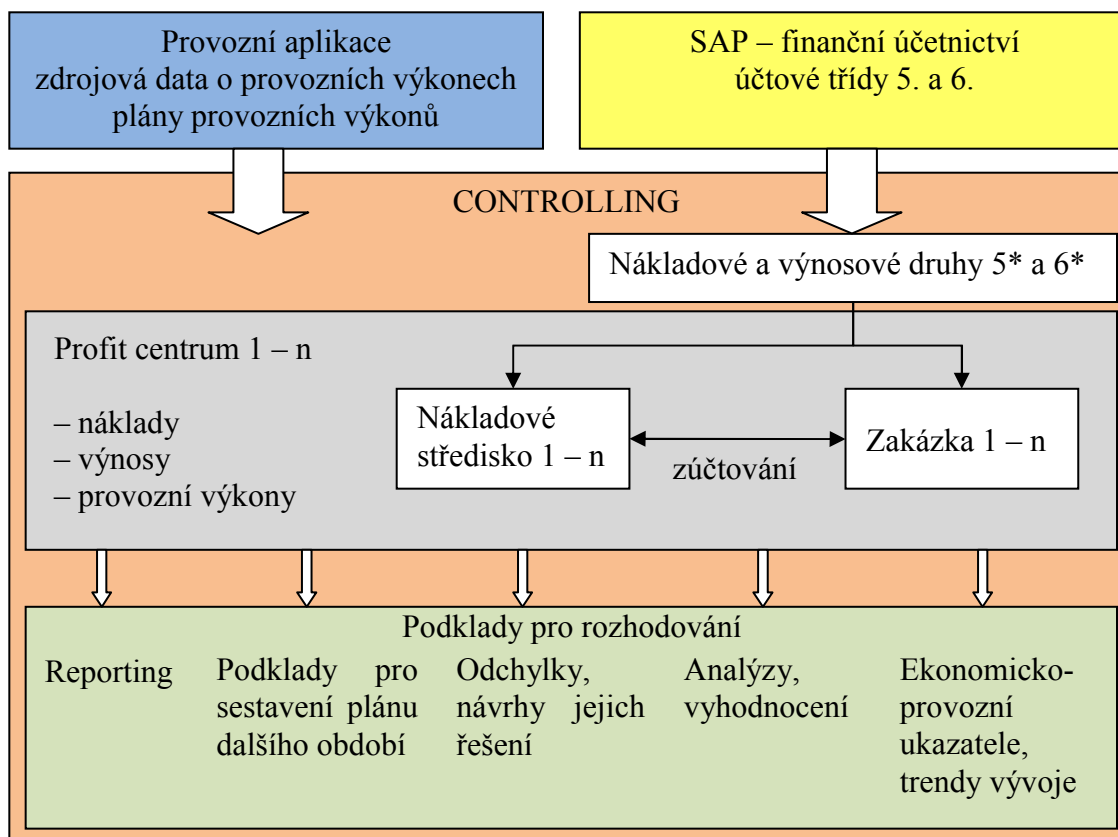 Provozní aplikace
zdrojová data o provozních výkonech
plány provozních výkonů
SAP – finanční účetnictví
účtové třídy 5. a 6.
CONTROLLING
Nákladové a výnosové druhy 5* a 6*
Profit centrum 1 – n
– náklady
– výnosy
– provozní výkony
Nákladové
středisko 1 – n
zúčtování
Zakázka 1 – n
Podklady pro rozhodování
Reporting
Podklady pro
sestavení plánu
dalšího období
Odchylky,
návrhy jejich
řešení
Analýzy,
vyhodnocení
Ekonomicko-
provozní
ukazatele,
trendy vývoje